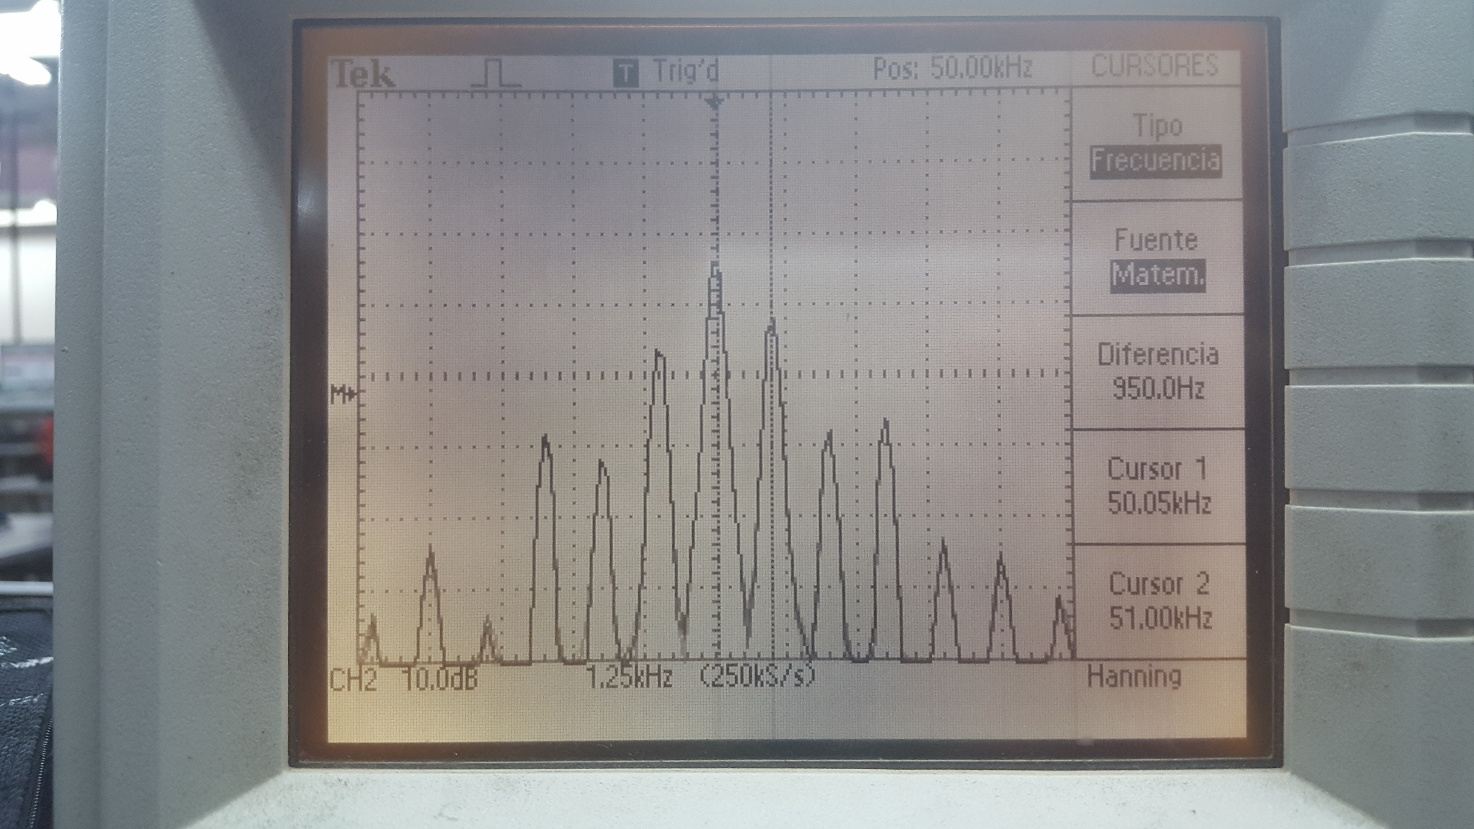 Tek T Trig'd Pos: 50.00kHz CURSORES
Tipo
Frecuencia
Fuente
Matem.
Diferencia
950.0Hz
M
Cursor 1
50.05kHz
Cursor 2
51.00kHz
CH2 10.0dB 1.25kHz (250kS/s) Hanning